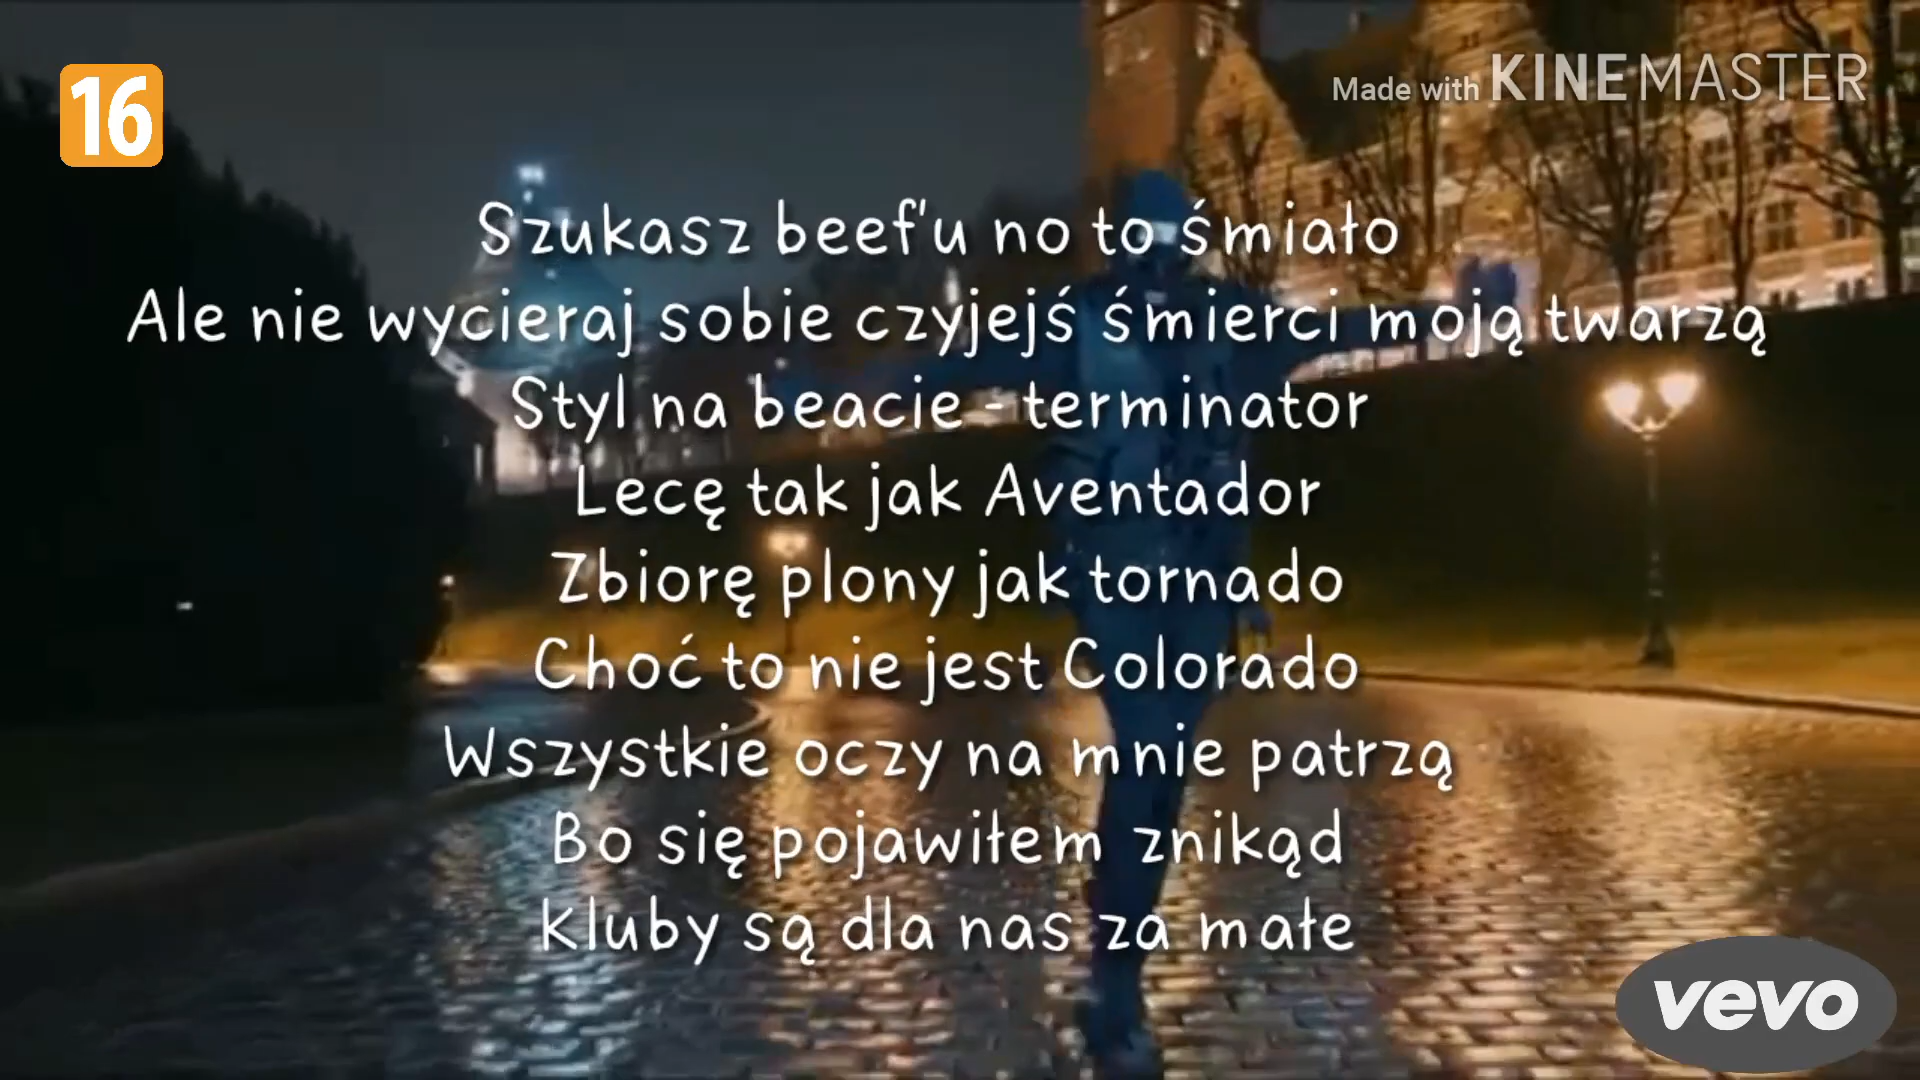 16
Made with KINEMASTER
Szukasz beef'u no to śmiało
Ale nie wycieraj sobie czyjejś śmierci moją twarzą
Styl na beacie - terminator
Lecę tak jak Aventador
Zbiorę plony jak tornado
Choć to nie jest Colorado
Wszystkie oczy na mnie patrzą
Bo się pojawiłem znikąd
Kluby są dla nas za małe
vevo